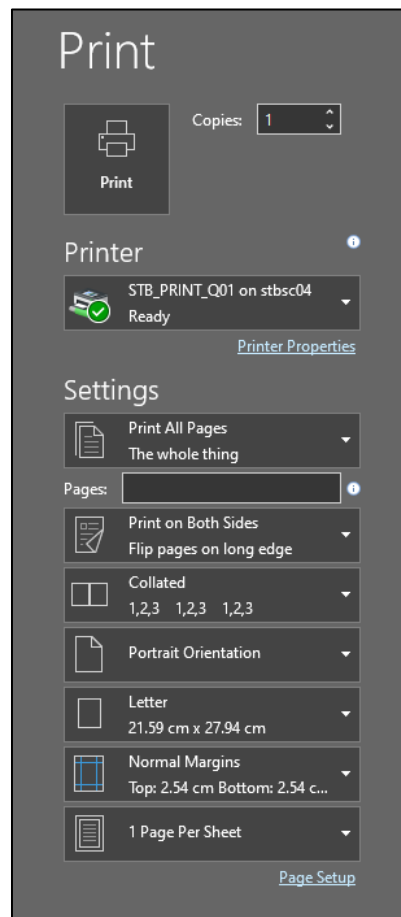 Print
Copies: 1
Print
Printer
STB_PRINT_Q01 on stbsc04
Ready
Printer Properties
Settings
Print All Pages
The whole thing
Pages:
Print on Both Sides
Flip pages on long edge
Collated
1,2,3 1,2,3 1,2,3
Portrait Orientation
Letter
21.59 cm x 27.94 cm
Normal Margins
Top: 2.54 cm Bottom: 2.54 c...
1 Page Per Sheet
Page Setup